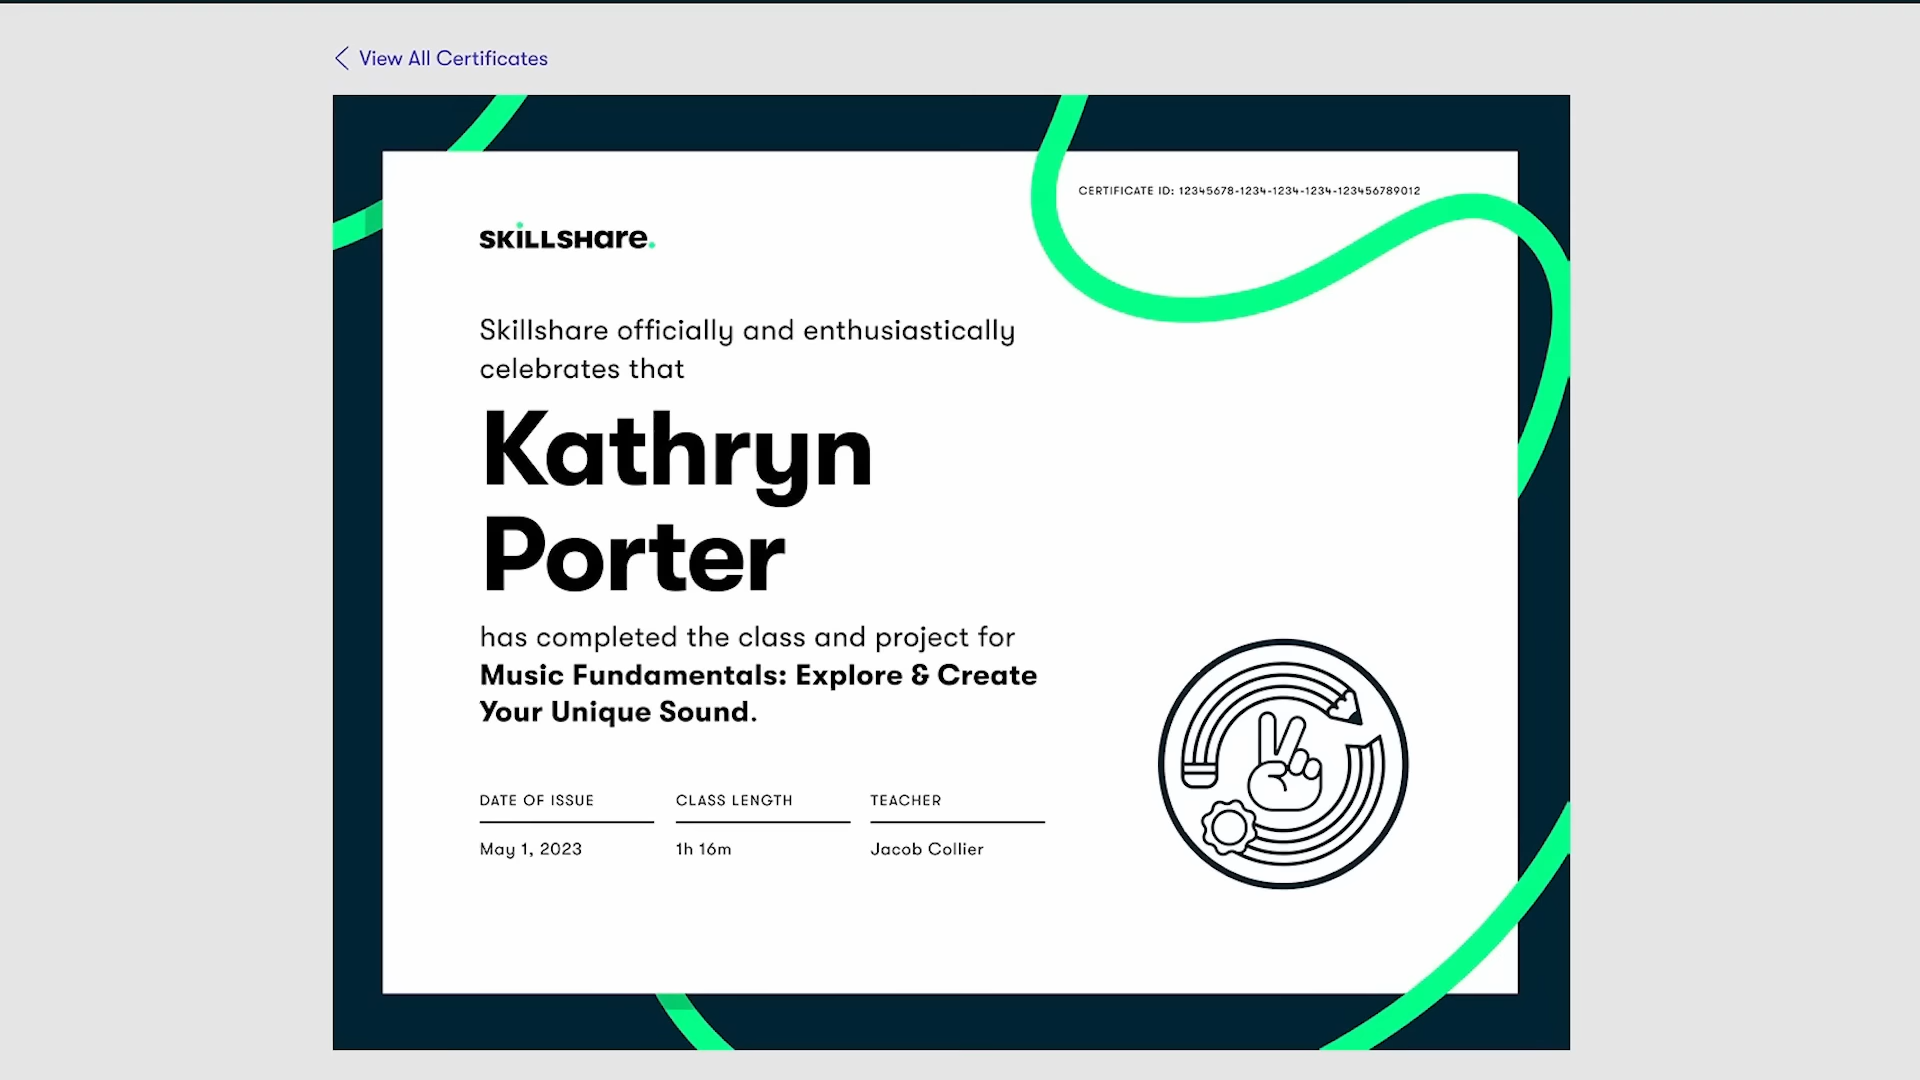 View All Certificates
CERTIFICATE ID: 12345678-1234-1234-1234-123456789012
SKILLSHare.
Skillshare officially and enthusiastically
celebrates that
Kathryn
Porter
has completed the class and project for
Music Fundamentals: Explore & Create
Your Unique Sound.
DATE OF ISSUE CLASS LENGTH TEACHER
May 1, 2023 1h 16m Jacob Collier